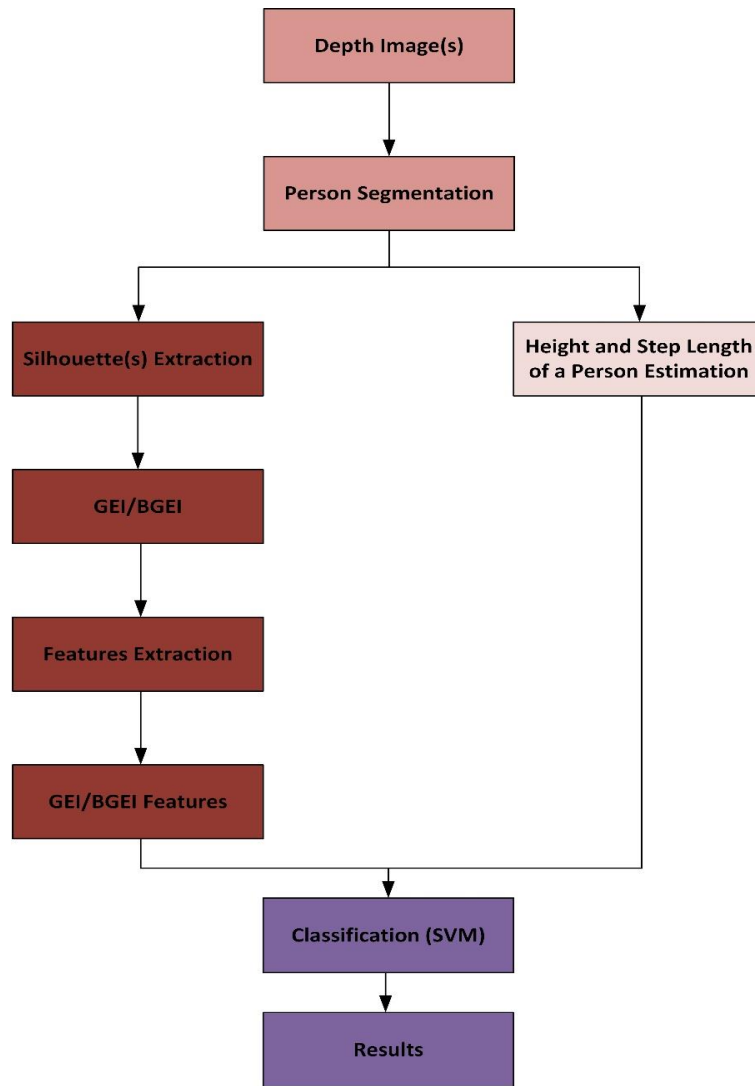 Depth Image(s)
Person Segmentation
Silhouette(s) Extraction
Height and Step Length
of a Person Estimation
GEI/BGEI
Features Extraction
GEI/BGEI Features
Classification (SVM)
Results